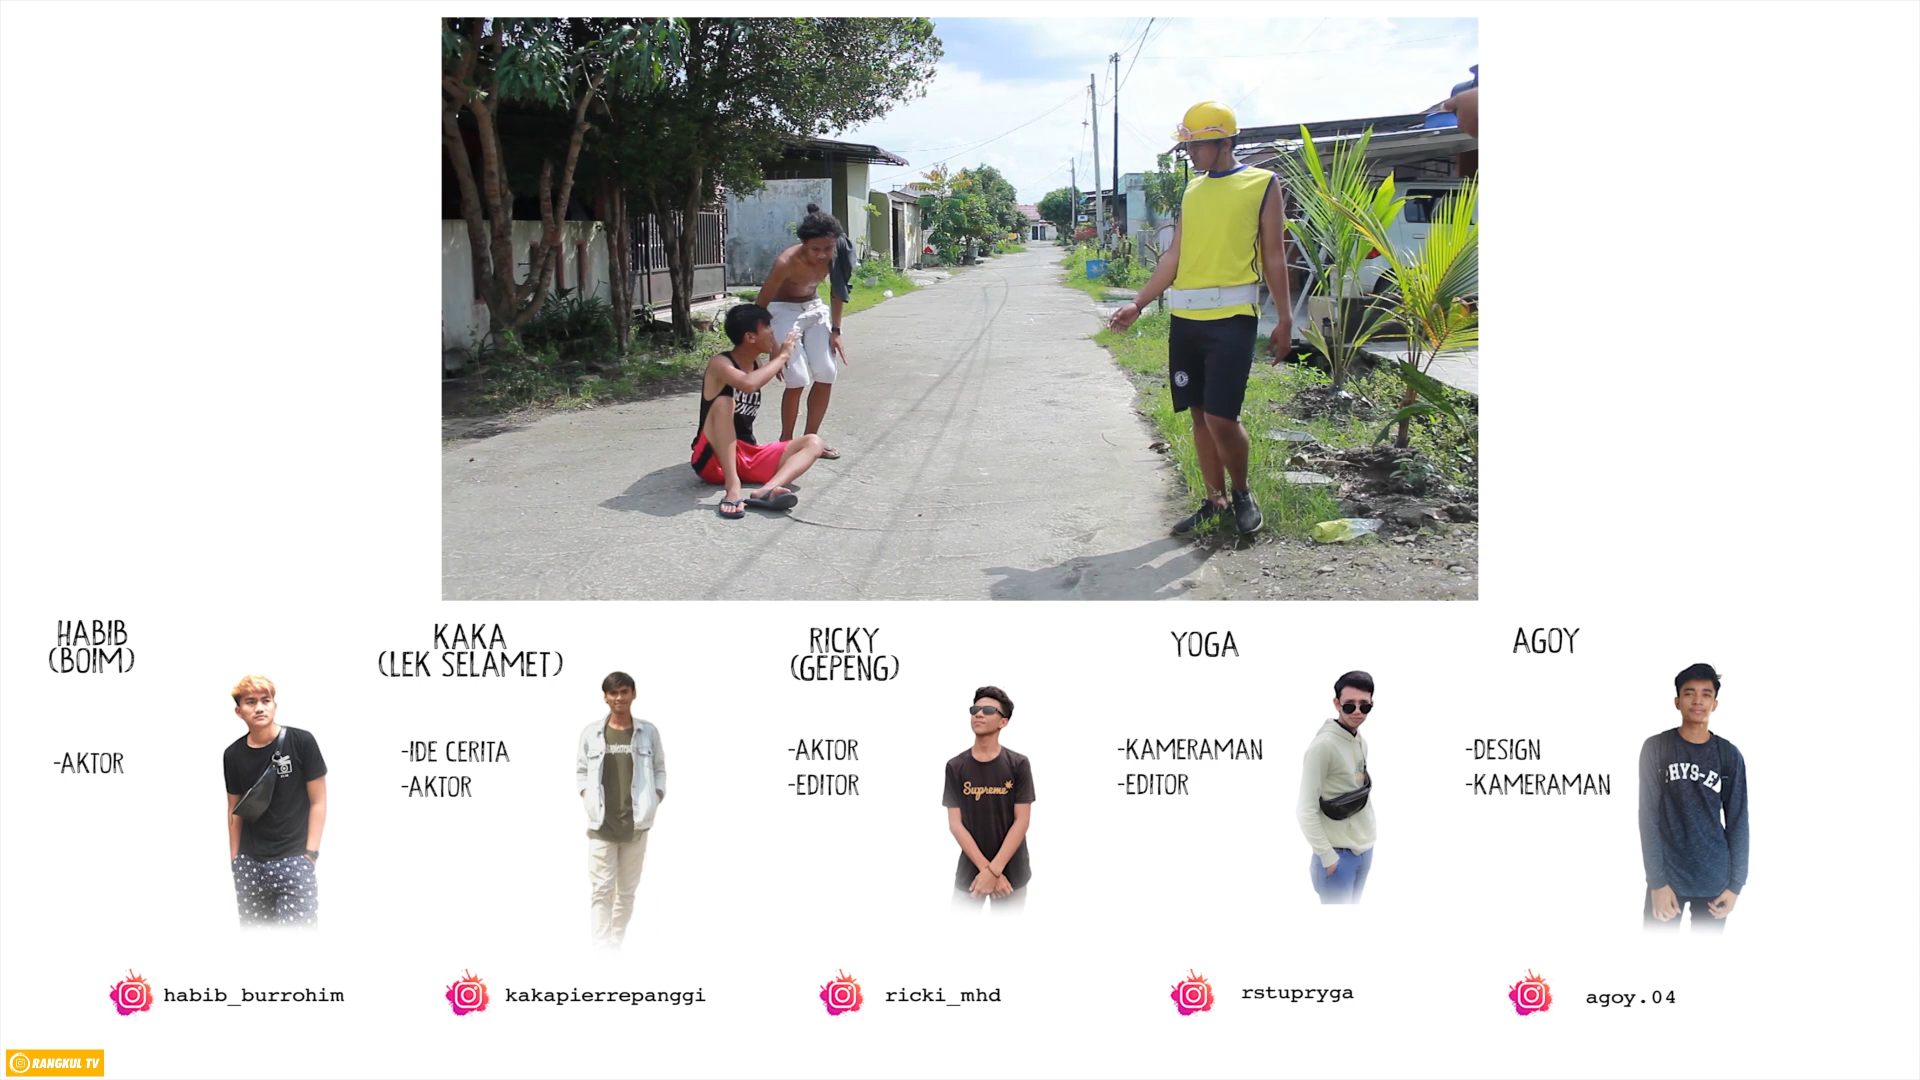 HABIB
(BOIM)
-AKTOR
habib_burrohim
KAKA
(LEK SELAMET)
-IDE CERITA
-AKTOR
kakapierrepanggi
RICKY
(GEPENG)
-AKTOR
-EDITOR
Supreme
ricki_mhd
YOGA
-KAMERAMAN
-EDITOR
rstupryga
AGOY
-DESIGN
-KAMERAMAN
agoy.04
RANGKUL TV